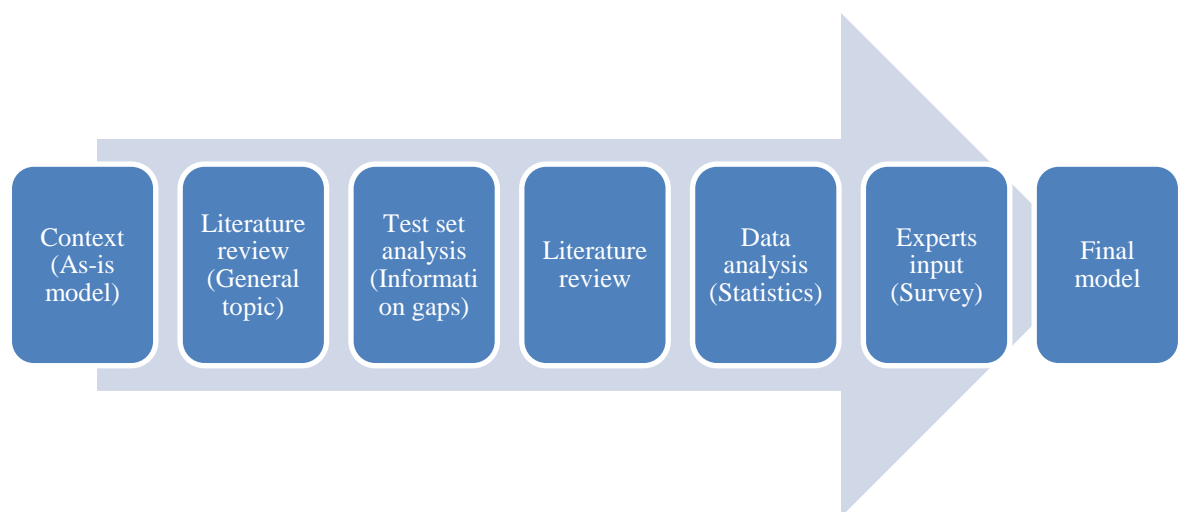 Context
(As-is
model)
Literature
review
(General
topic)
Test set
analysis
(Informati
on gaps)
Literature
review
Data
analysis
(Statistics)
Experts
input
(Survey)
Final
model